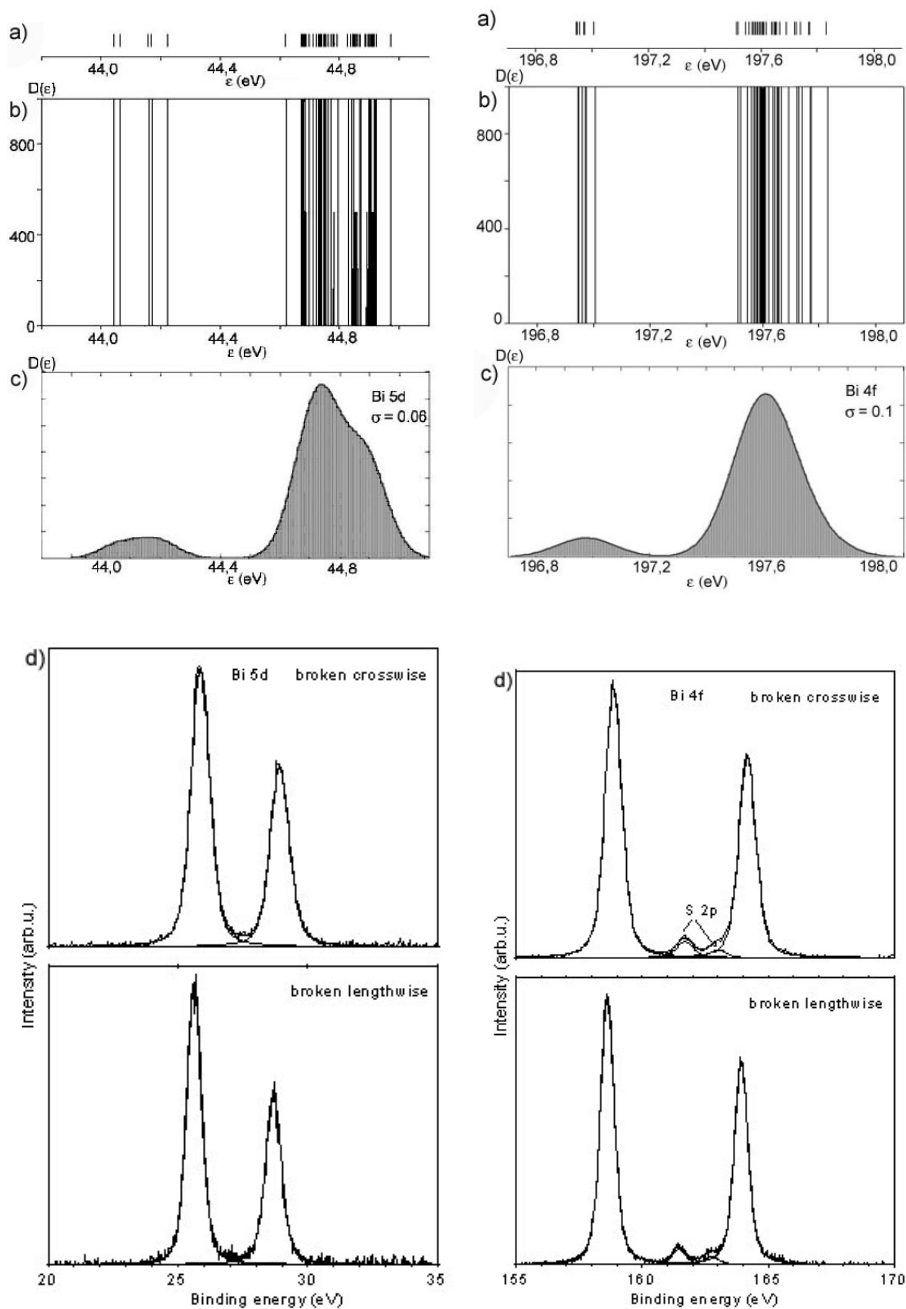 a)
44,0 44,4 44,8
ε (eV)
D(ε)
b)
800
400
0
44,0 44,4 44,8
ε (eV)
D(ε)
c)
Bi 5d
σ = 0.06
44,0 44,4 44,8
ε (eV)
a)
196,8 197,2 197,6 198,0
ε (eV)
D(ε)
b)
800
400
0
196,8 197,2 197,6 198,0
ε (eV)
D(ε)
c)
Bi 4f
σ = 0.1
196,8 197,2 197,6 198,0
ε (eV)
d)
Bi 5d broken crosswise
Intensity (arb.u.)
broken lengthwise
20 25 30 35
Binding energy (eV)
d)
Bi 4f broken crosswise
S 2p
Intensity (arb.u.)
broken lengthwise
155 160 165 170
Binding energy (eV)